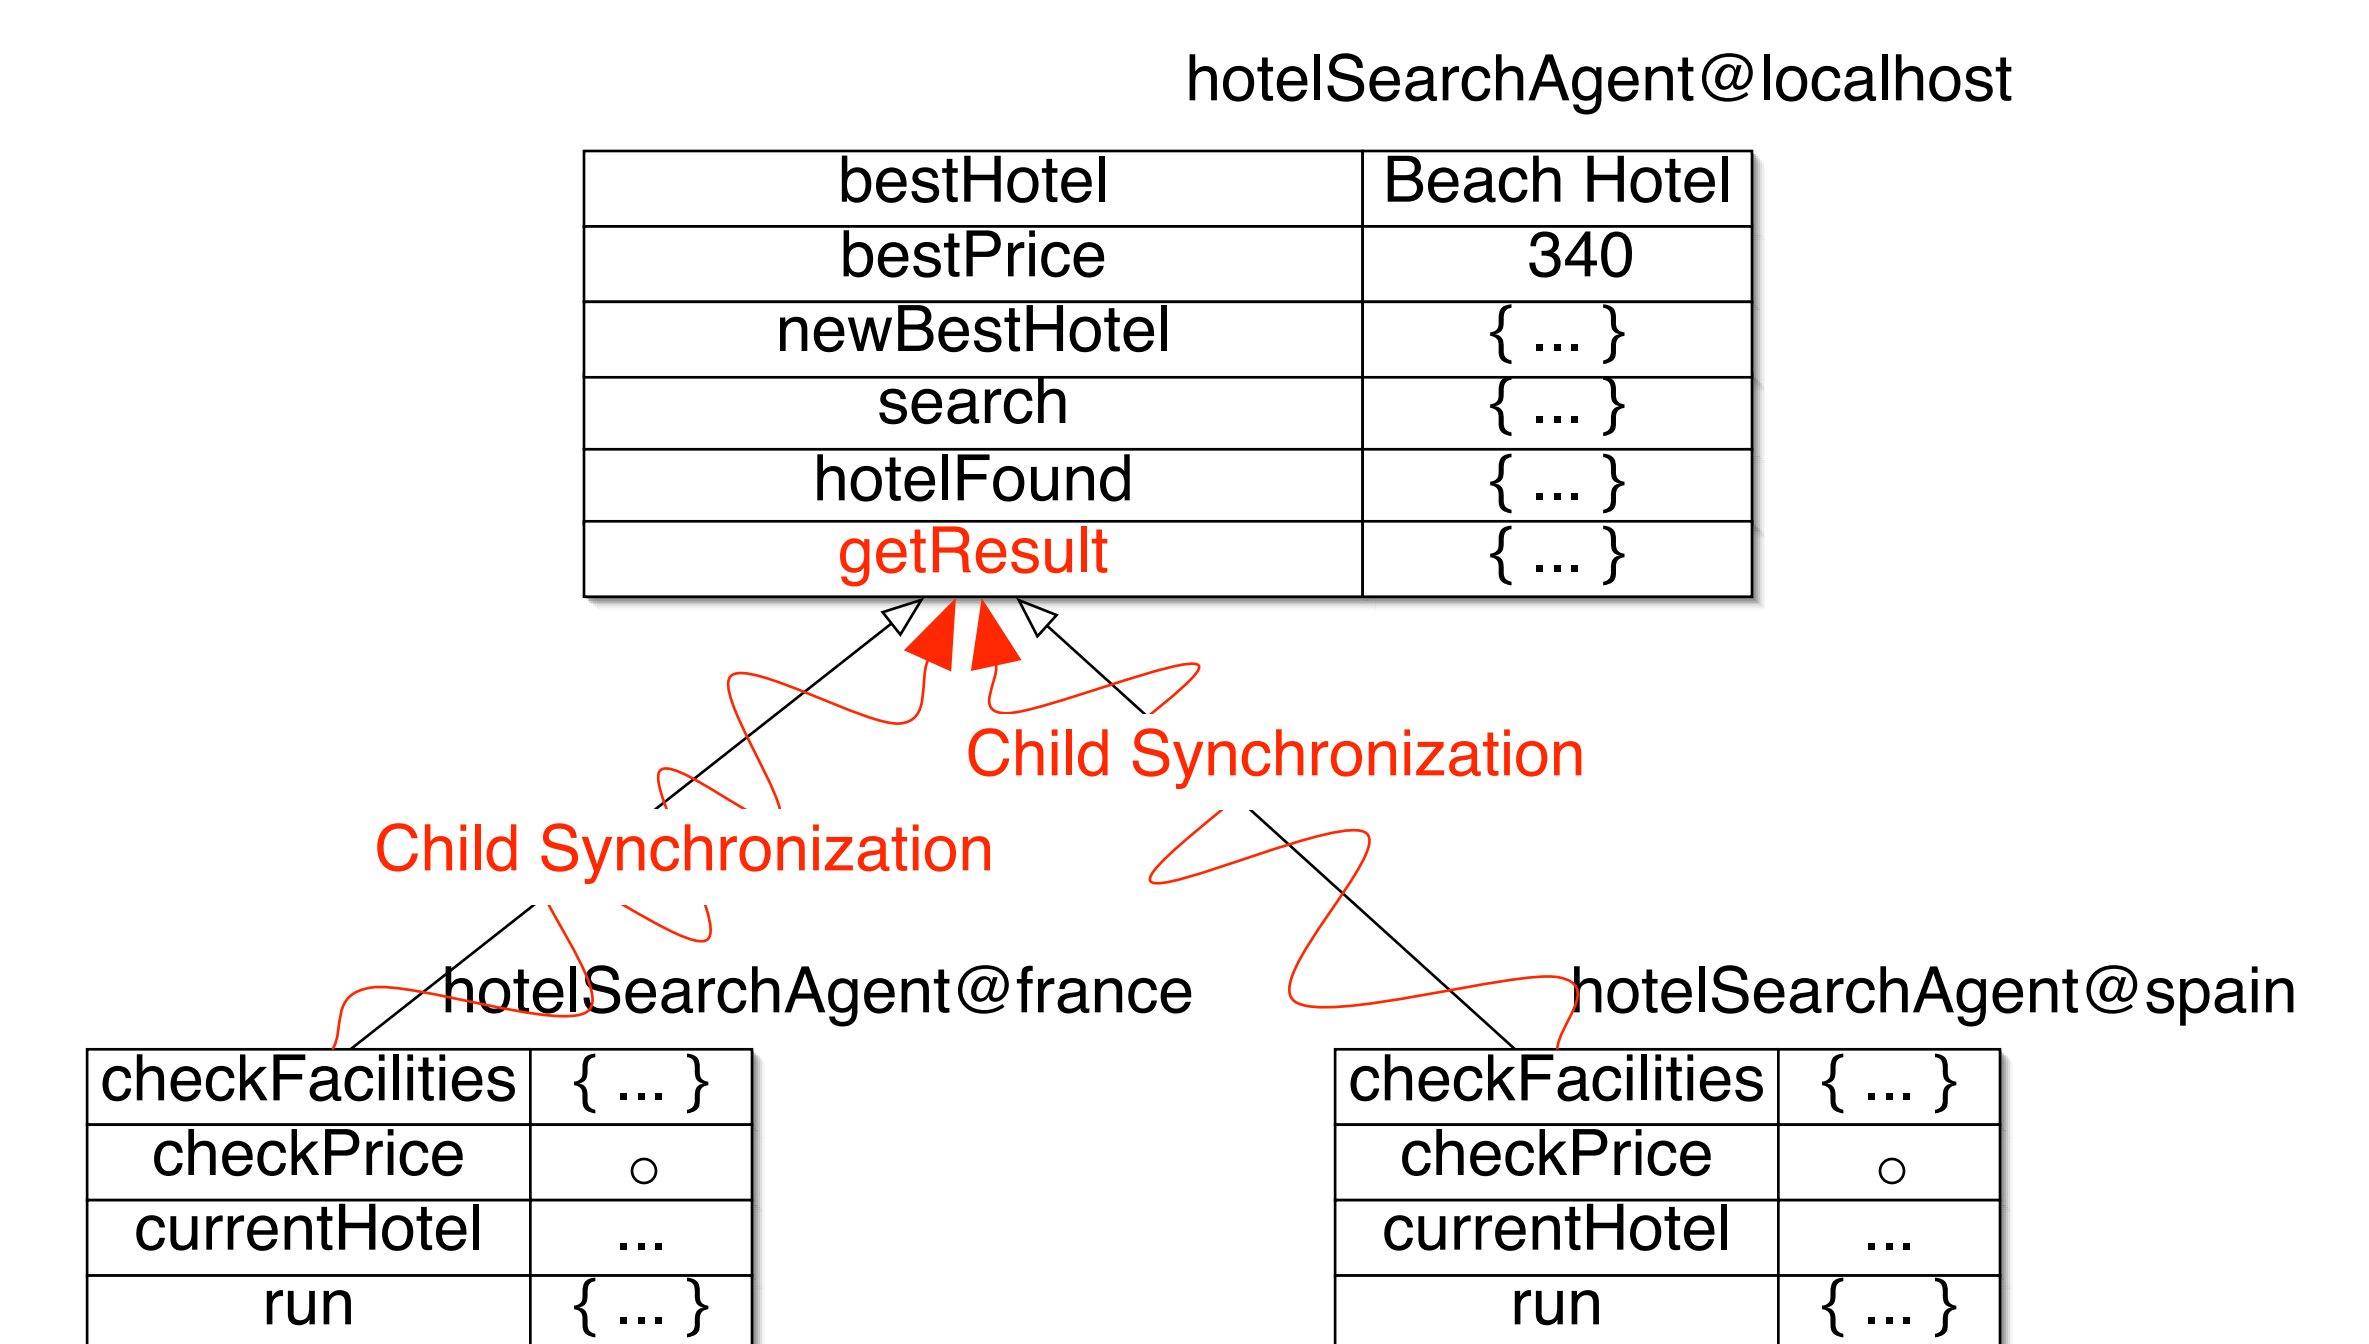 hotelSearchAgent@localhost
bestHotel Beach Hotel
bestPrice 340
newBestHotel { ... }
search { ... }
hotelFound { ... }
getResult { ... }
Child Synchronization
Child Synchronization
hotelSearchAgent@france hotelSearchAgent@spain
checkFacilities { ... } checkFacilities { ... }
checkPrice checkPrice
currentHotel ... currentHotel ...
run { ... } run { ... }